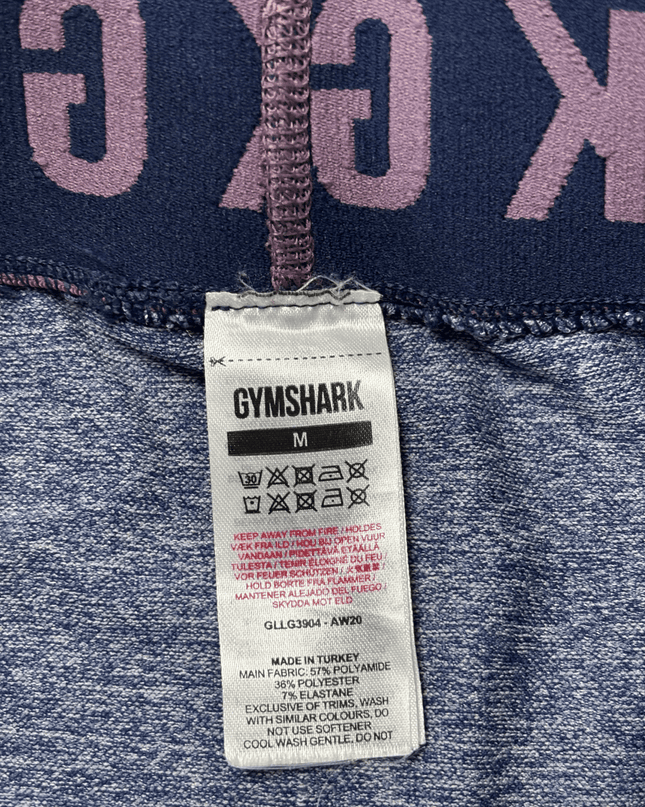 GK
GK
GYMSHARK
M
30
KEEP AWAY FROM FIRE / HOLDES
VÆK FRA ILD / HOU BIJ OPEN VUUR
VANDAAN / PIDETTÄVÄ ETÄÄLLÄ
TULESTA / TENIR ÉLOIGNÉ DU FEU /
VOR FEUER SCHÜTZEN /
HOLD BORTE FRA FLAMMER /
MANTENER ALEJADO DEL FUEGO /
SKYDDA MOT ELD
GLLG3904 - AW20
MADE IN TURKEY
MAIN FABRIC: 57% POLYAMIDE
36% POLYESTER
7% ELASTANE
EXCLUSIVE OF TRIMS, WASH
WITH SIMILAR COLOURS, DO
NOT USE SOFTENER
COOL WASH GENTLE, DO NOT